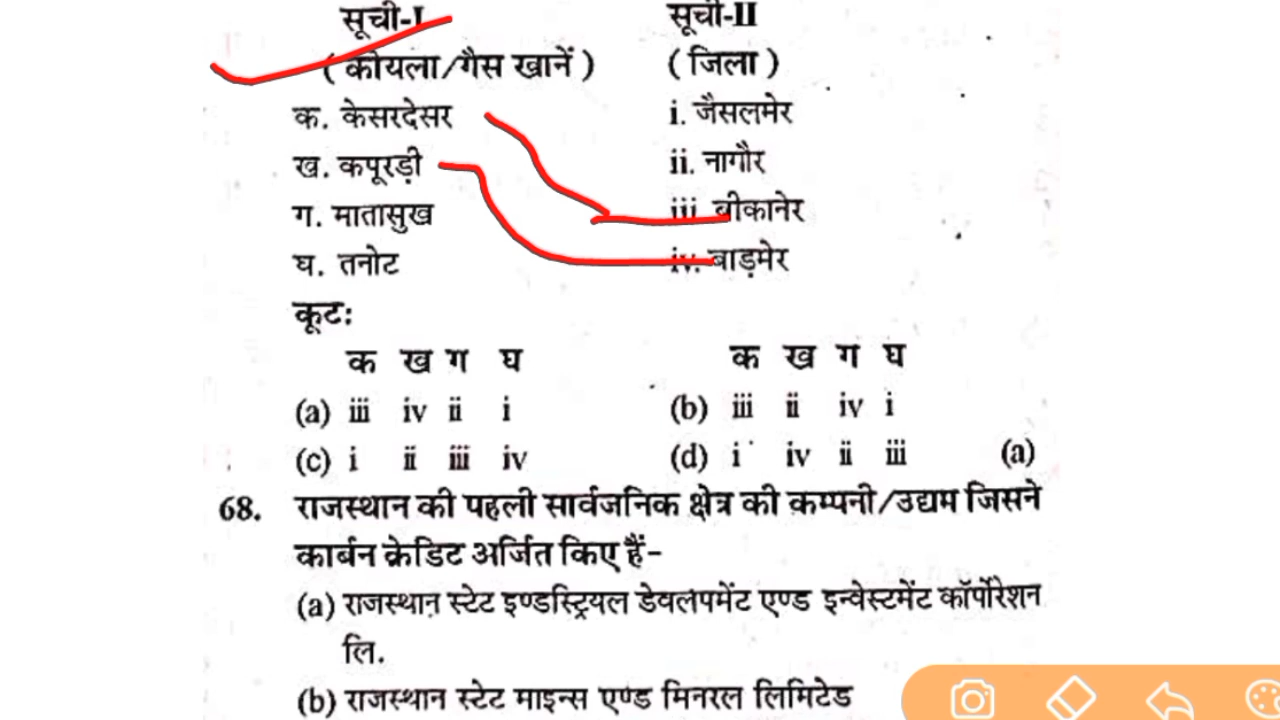 सूची-I सूची-II
( कोयला/गैस खानें ) ( जिला )
क. केसरदेसर i. जैसलमेर
ख. कपूरड़ी ii. नागौर
ग. मातासुख iii. बीकानेर
घ. तनोट iv. बाड़मेर
कूट:
क ख ग घ क ख ग घ
(a) iii iv ii i (b) iii ii iv i
(c) i ii iii iv (d) i iv ii iii (a)
68. राजस्थान की पहली सार्वजनिक क्षेत्र की कम्पनी/उद्यम जिसने
कार्बन क्रेडिट अर्जित किए हैं-
(a) राजस्थान स्टेट इण्डस्ट्रियल डेवलपमेंट एण्ड इन्वेस्टमेंट कॉर्पोरेशन
लि.
(b) राजस्थान स्टेट माइन्स एण्ड मिनरल लिमिटेड